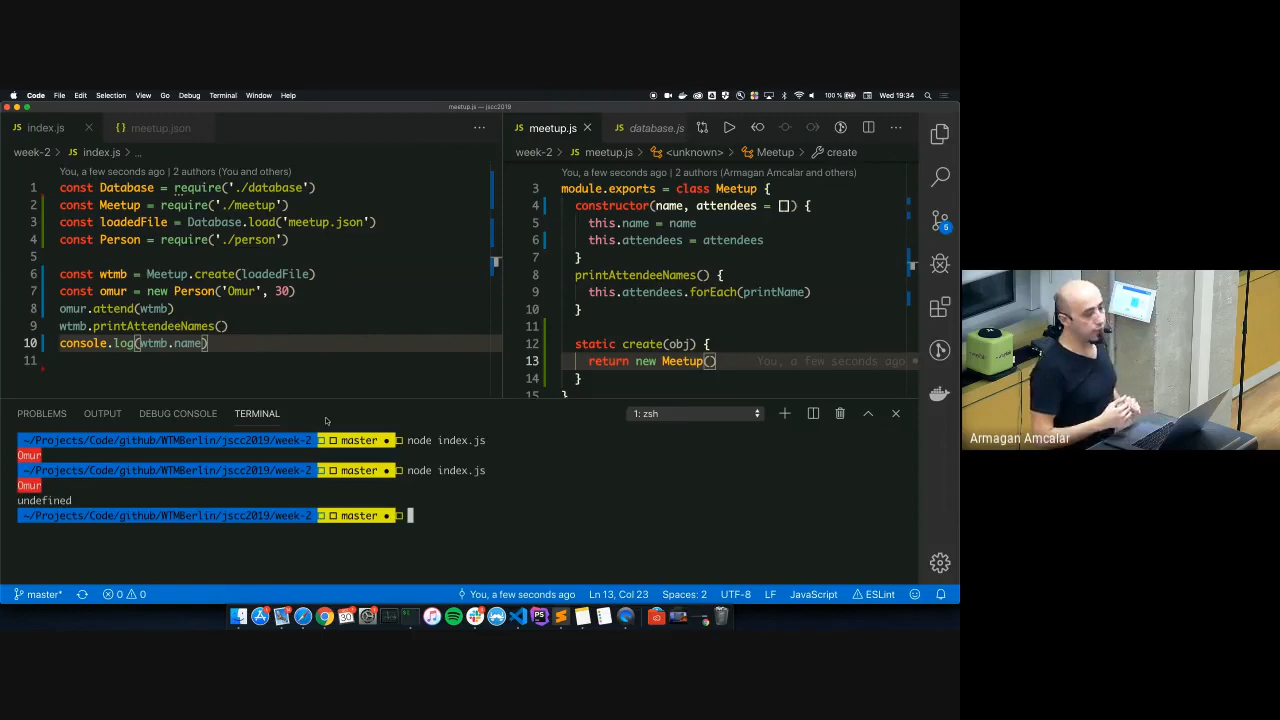 Code File Edit Selection View Go Debug Terminal Window Help 100 % Wed 19:34
meetup.js — jscc2019
index.js meetup.json
week-2 index.js ...
You, a few seconds ago | 2 authors (You and others)
1 const Database = require('./database')
2 const Meetup = require('./meetup')
3 const loadedFile = Database.load('meetup.json')
4 const Person = require('./person')
5
6 const wtmb = Meetup.create(loadedFile)
7 const omur = new Person('Omur', 30)
8 omur.attend(wtmb)
9 wtmb.printAttendeeNames()
10 console.log(wtmb.name)
11
meetup.js database.js
week-2 meetup.js <unknown> Meetup create
You, a few seconds ago | 2 authors (Armagan Amcalar and others)
3 module.exports = class Meetup {
4 constructor(name, attendees = []) {
5 this.name = name
6 this.attendees = attendees
7 }
8 printAttendeeNames() {
9 this.attendees.forEach(printName)
10 }
11
12 static create(obj) {
13 return new Meetup() You, a few seconds ago •
14 }
15 }
5
PROBLEMS OUTPUT DEBUG CONSOLE TERMINAL 1: zsh
~/Projects/Code/github/WTMBerlin/jscc2019/week-2 master • node index.js
Omur
~/Projects/Code/github/WTMBerlin/jscc2019/week-2 master • node index.js
Omur
undefined
~/Projects/Code/github/WTMBerlin/jscc2019/week-2 master •
master* 0 0 You, a few seconds ago Ln 13, Col 23 Spaces: 2 UTF-8 LF JavaScript ESLint
Armagan Amcalar